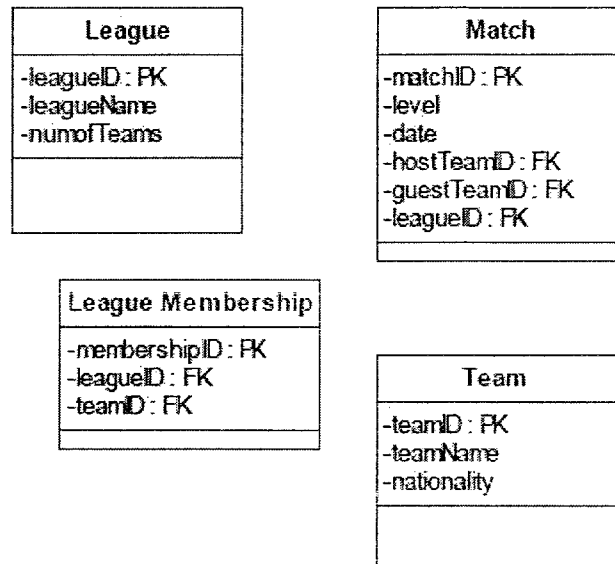 League
-leagueID : PK
-leagueName
-numofTeams
Match
-matchID : PK
-level
-date
-hostTeamID : FK
-guestTeamID : FK
-leagueID : FK
League Membership
-membershipID : PK
-leagueID : FK
-teamID : FK
Team
-teamID : PK
-teamName
-nationality